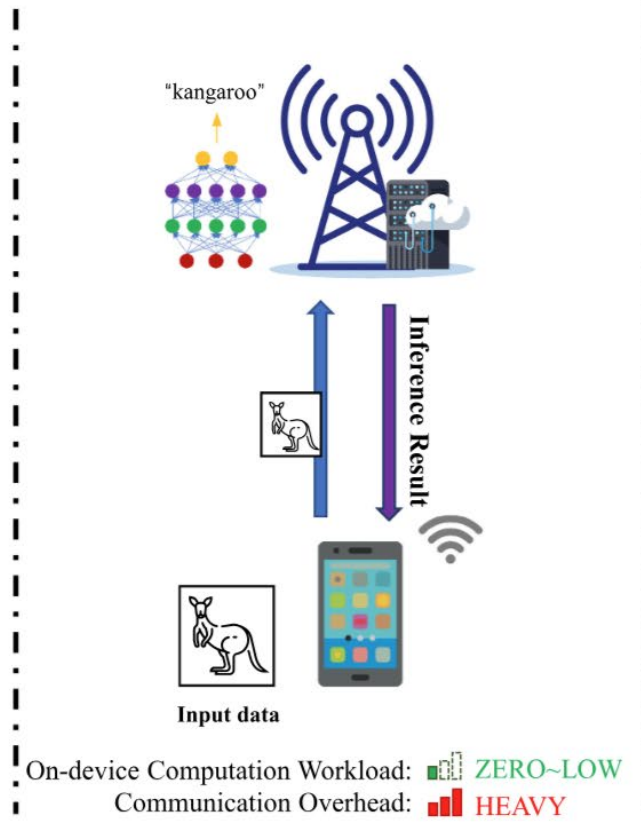 "kangaroo"
Inference Result
Input data
On-device Computation Workload: ZERO~LOW
Communication Overhead: HEAVY